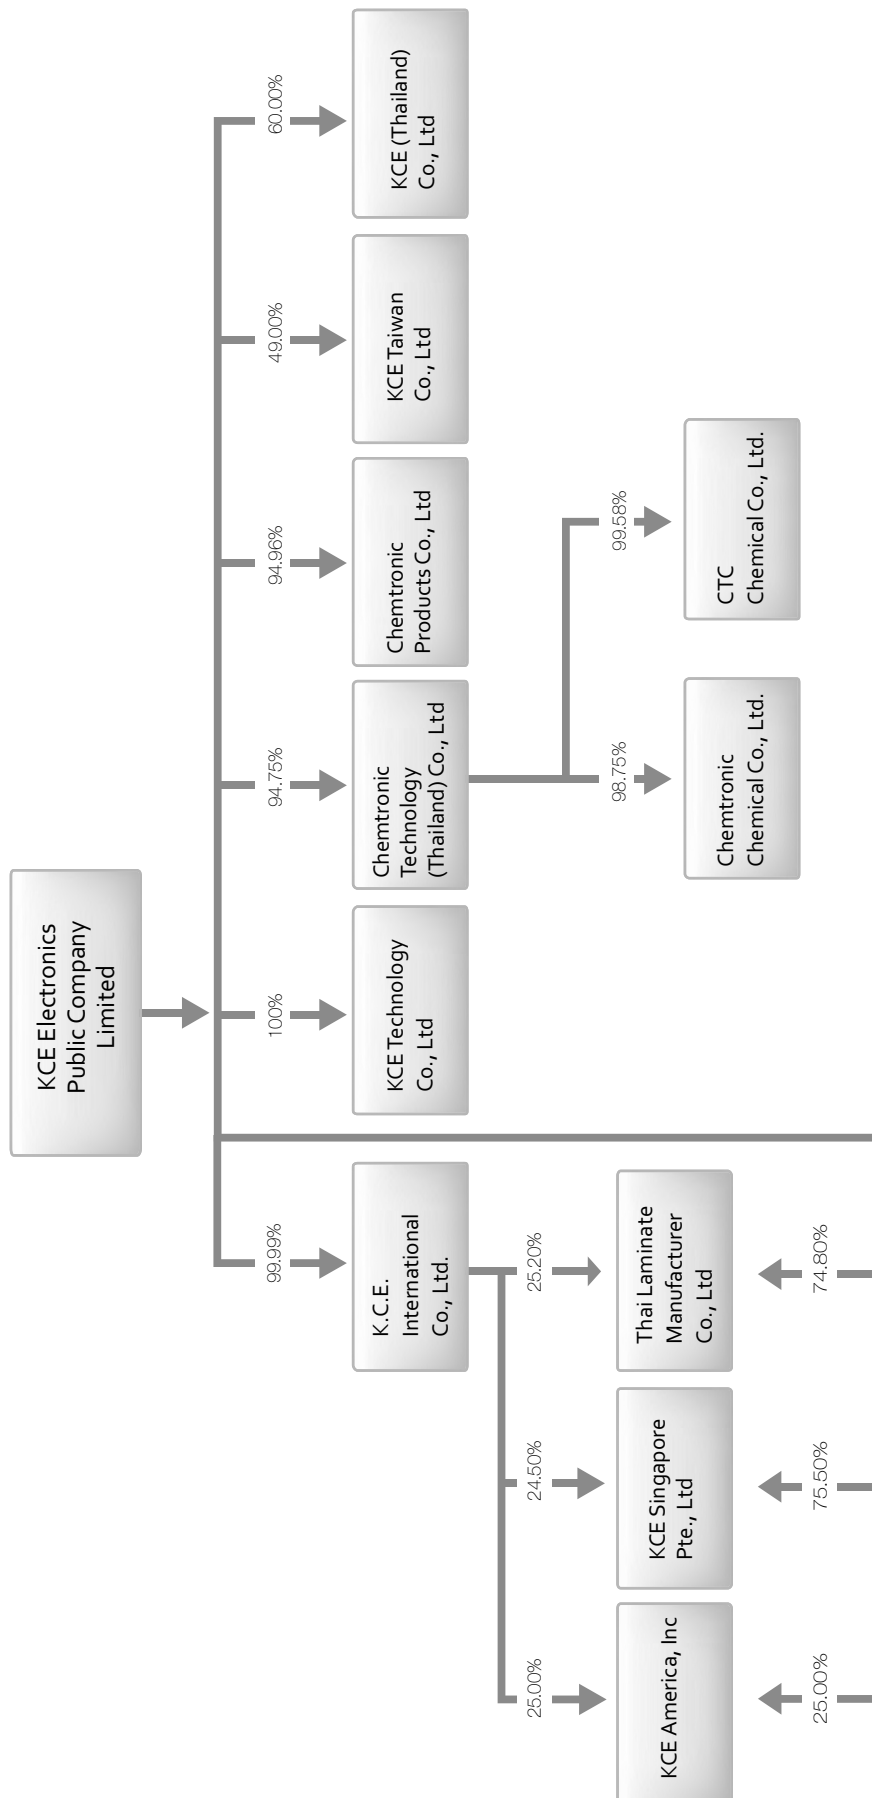 KCE Electronics
Public Company
Limited
99.99%
100%
94.75%
94.96%
49.00%
60.00%
K.C.E.
International
Co., Ltd.
KCE Technology
Co., Ltd
Chemtronic
Technology
(Thailand) Co., Ltd
Chemtronic
Products Co., Ltd
KCE Taiwan
Co., Ltd
KCE (Thailand)
Co., Ltd
25.00%
24.50%
25.20%
98.75%
99.58%
KCE America, Inc
KCE Singapore
Pte., Ltd
Thai Laminate
Manufacturer
Co., Ltd
Chemtronic
Chemical Co., Ltd.
CTC
Chemical Co., Ltd.
25.00%
75.50%
74.80%